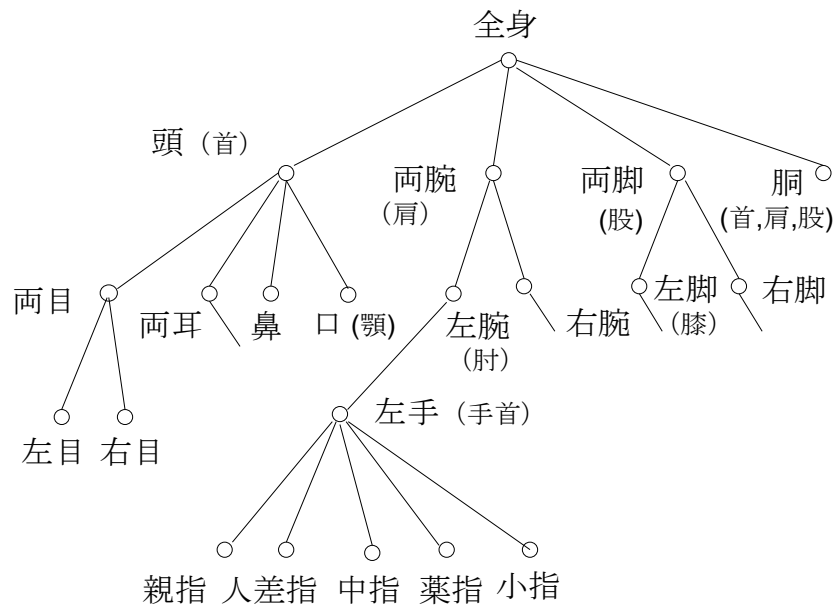 全身
頭（首）
両腕
（肩）
両脚
(股)
胴
(首,肩,股)
両目
両耳
鼻
口 (顎)
左腕
（肘）
右腕
左脚
（膝）
右脚
左目
右目
左手（手首）
親指
人差指
中指
薬指
小指